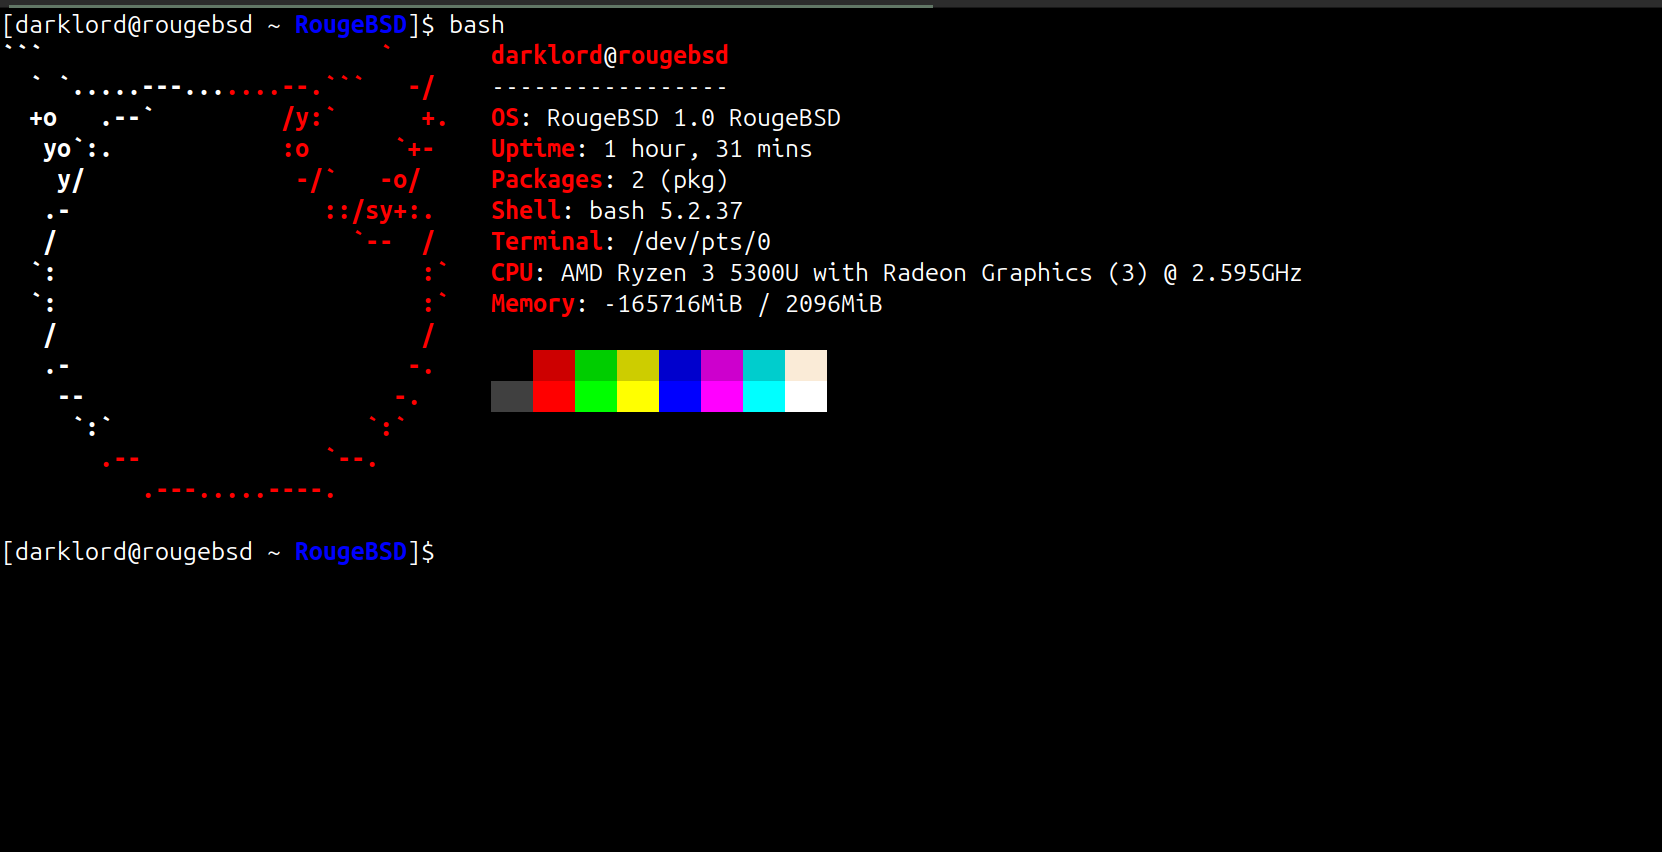 [darklord@rougebsd ~ RougeBSD]$ bash
```                        `       darklord@rougebsd
  ` `.....---.......--.```   -/    -----------------
  +o   .--`         /y:`      +.   OS: RougeBSD 1.0 RougeBSD
   yo`:.            :o      `+-    Uptime: 1 hour, 31 mins
    y/               -/`   -o/     Packages: 2 (pkg)
   .-                  ::/sy+:.    Shell: bash 5.2.37
   /                     `--  /    Terminal: /dev/pts/0
  `:                          :`   CPU: AMD Ryzen 3 5300U with Radeon Graphics (3) @ 2.595GHz
  `:                          :`   Memory: -165716MiB / 2096MiB
   /                          /
   .-                        -.
    --                      -.
     `:`                  `:`
       .--             `--.
          .---.....----.
[darklord@rougebsd ~ RougeBSD]$